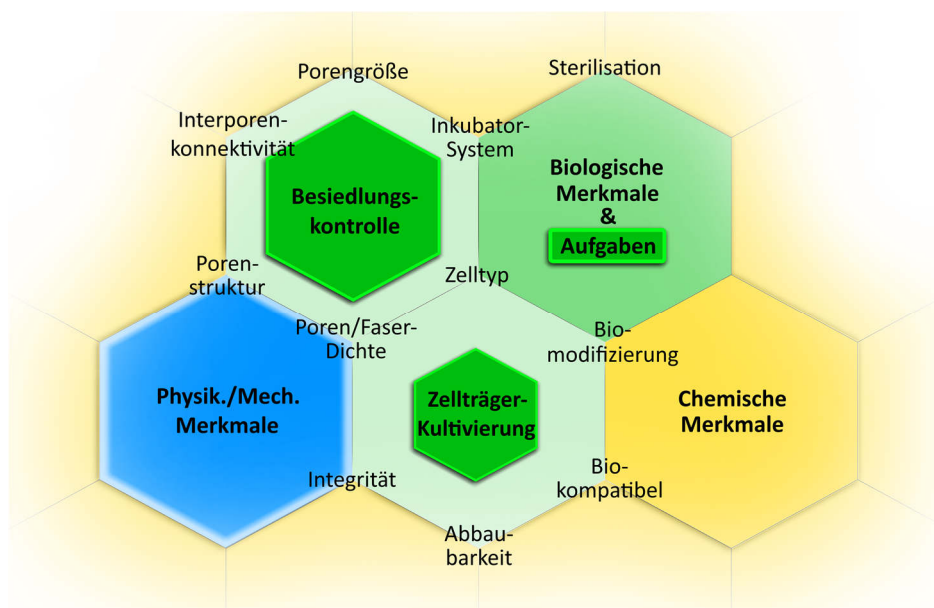 Porengröße
Sterilisation
Interporen-
konnektivität
Inkubator-
System
Besiedlungs-
kontrolle
Biologische
Merkmale
&
Aufgaben
Poren-
struktur
Zelltyp
Poren/Faser-
Dichte
Bio-
modifizierung
Physik./Mech.
Merkmale
Zellträger-
Kultivierung
Chemische
Merkmale
Integrität
Bio-
kompatibel
Abbau-
barkeit